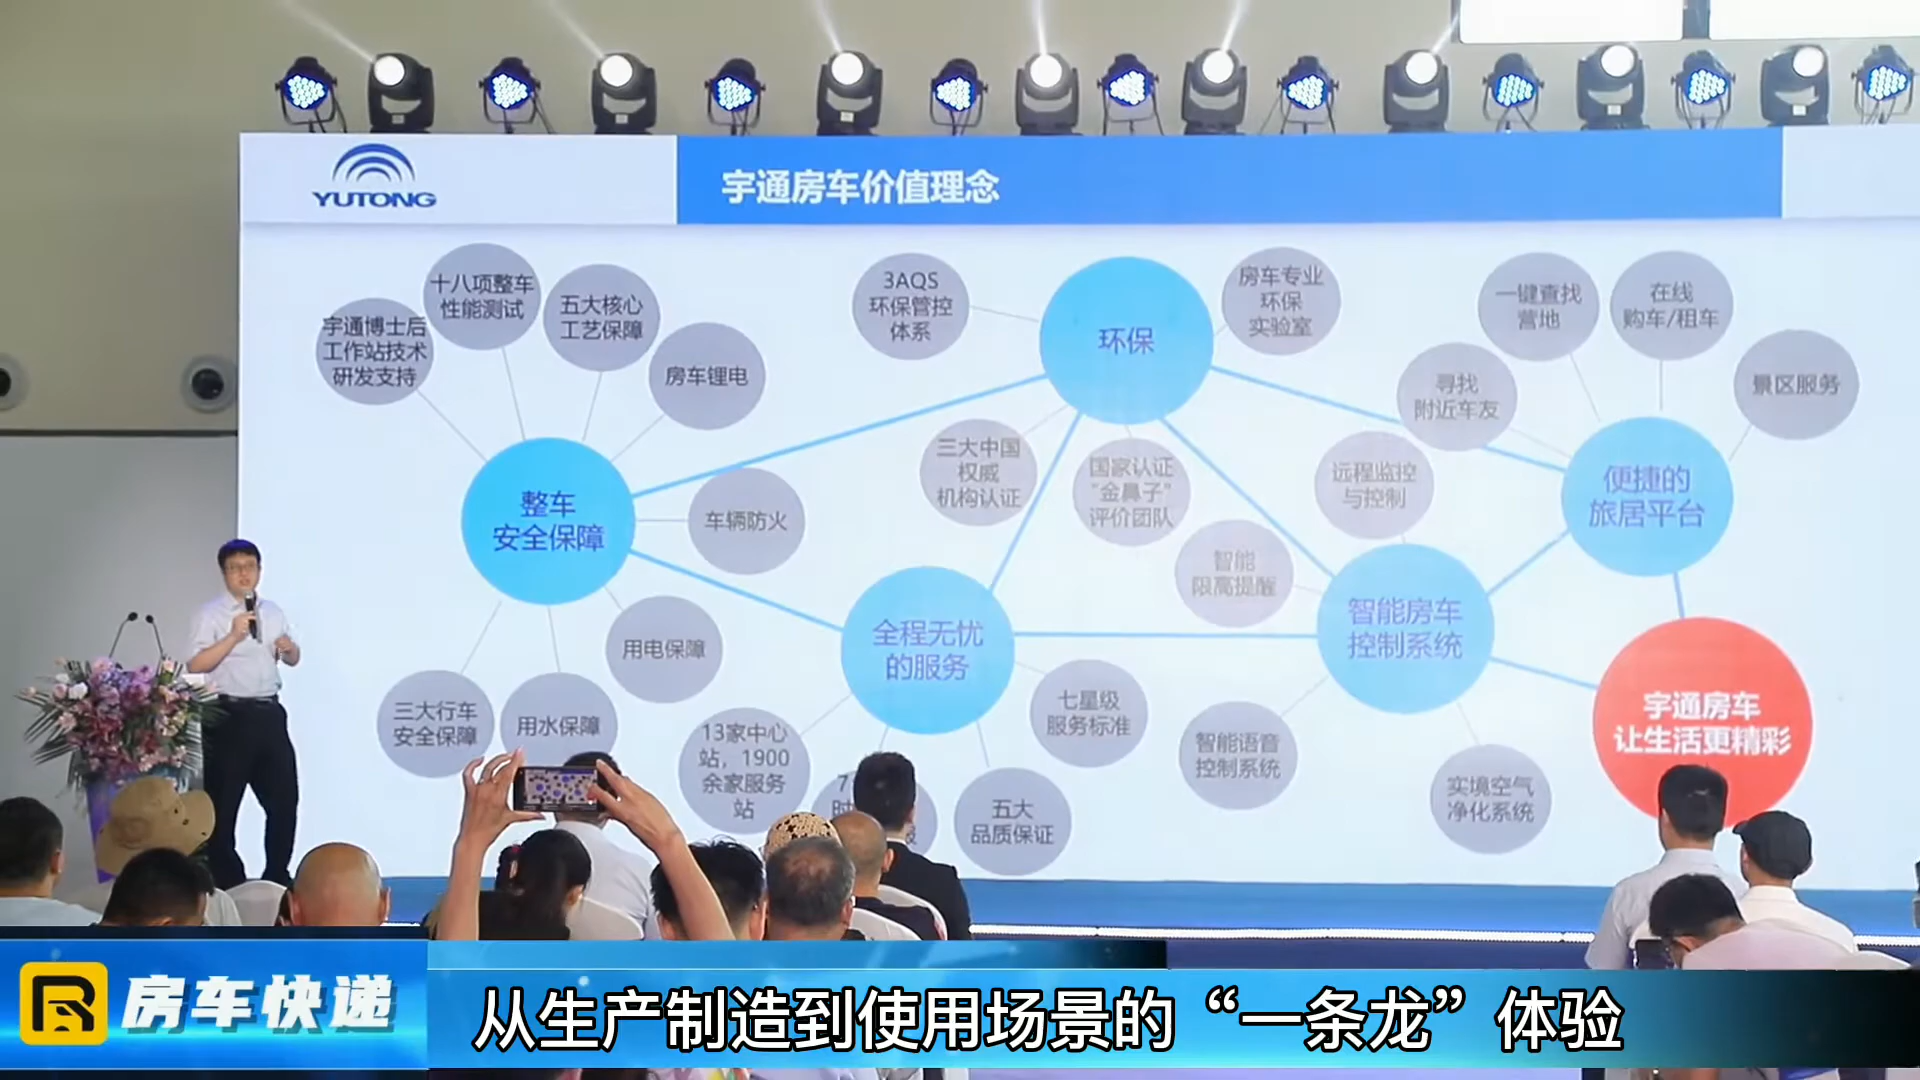 YUTONG
宇通房车价值理念
宇通博士后
工作站技术
研发支持
十八项整车
性能测试
五大核心
工艺保障
房车锂电
整车
安全保障
车辆防火
用电保障
用水保障
三大行车
安全保障
3AQS
环保管控
体系
环保
房车专业
环保
实验室
三大中国
权威
机构认证
国家认证
“金鼻子”
评价团队
全程无忧
的服务
13家中心
站，1900
余家服务
站
7
时
五大
品质保证
七星级
服务标准
智能
限高提醒
远程监控
与控制
智能房车
控制系统
智能语音
控制系统
实境空气
净化系统
寻找
附近车友
一键查找
营地
在线
购车/租车
景区服务
便捷的
旅居平台
宇通房车
让生活更精彩
房车快递
从生产制造到使用场景的“一条龙”体验